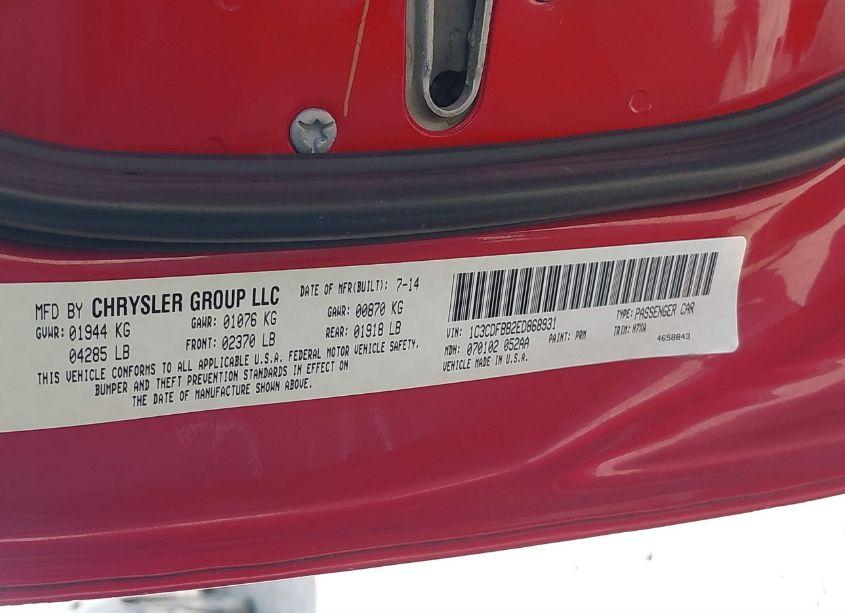 MFD BY CHRYSLER GROUP LLC DATE OF MFR(BUILT): 7-14
GVWR: 01944 KG GAWR: 01076 KG GAWR: 00870 KG
04285 LB FRONT: 02370 LB REAR: 01918 LB
THIS VEHICLE CONFORMS TO ALL APPLICABLE U.S.A. FEDERAL MOTOR VEHICLE SAFETY,
BUMPER AND THEFT PREVENTION STANDARDS IN EFFECT ON
THE DATE OF MANUFACTURE SHOWN ABOVE.
VIN: 1C3CDFBB2ED868931 TYPE: PASSENGER CAR
MDH: 070102 052AA PAINT: PRM TRIM: H7XA
VEHICLE MADE IN U.S.A. 4658843